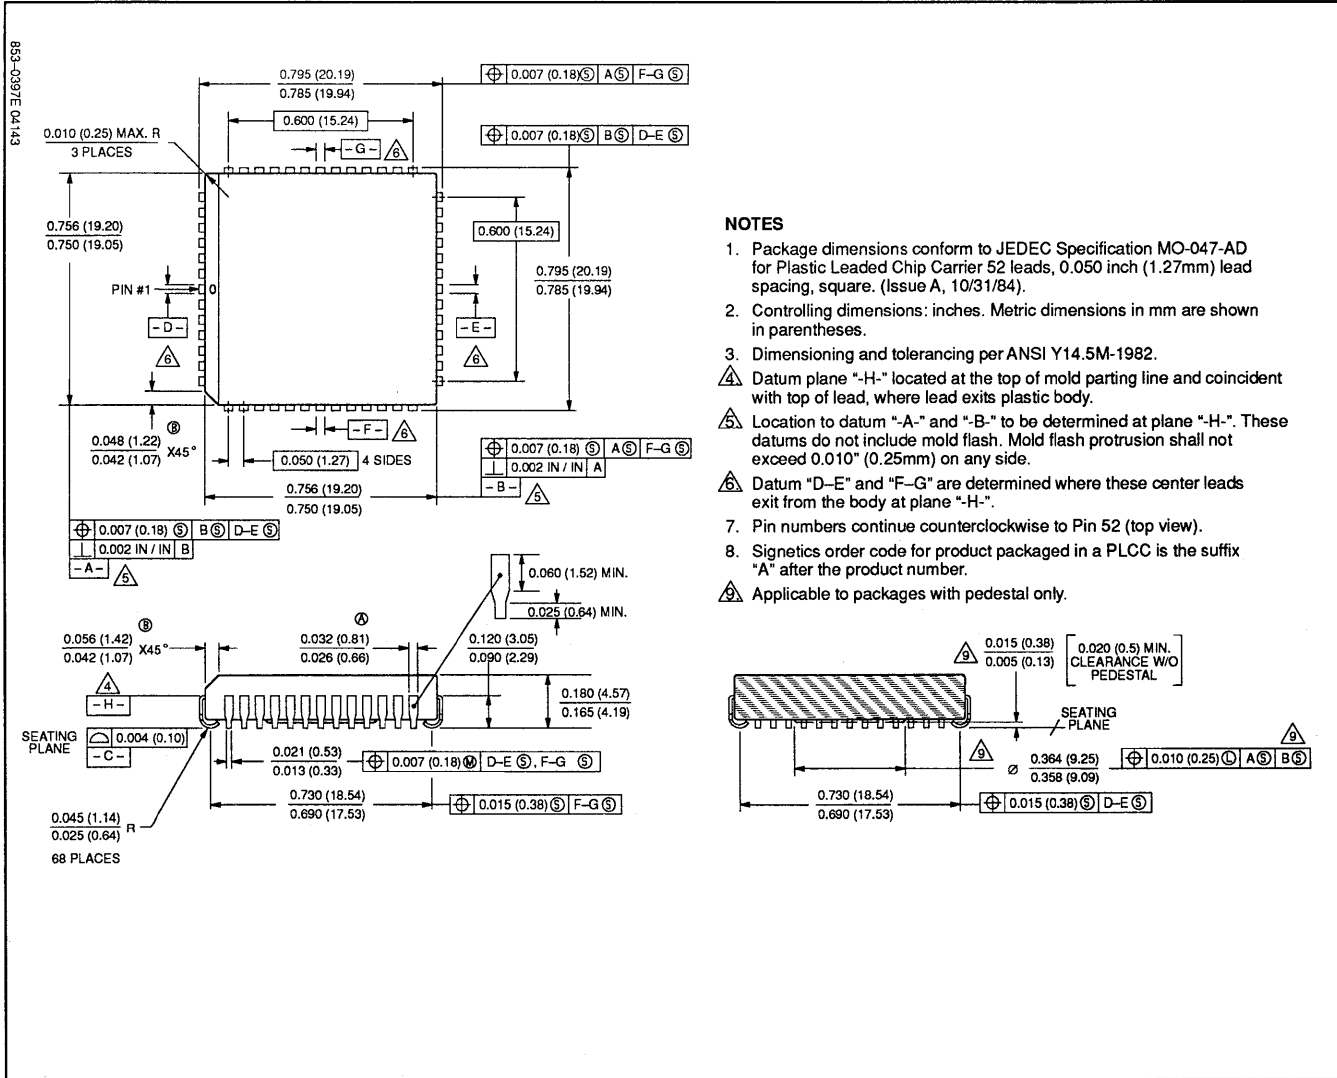 853-0397E 04143
0.795 (20.19)
0.785 (19.94)
⌖ 0.007 (0.18)Ⓢ AⓈ F–G Ⓢ
0.600 (15.24)
0.010 (0.25) MAX. R
3 PLACES
⌖ 0.007 (0.18)Ⓢ BⓈ D–E Ⓢ
- G - 6
0.756 (19.20)
0.750 (19.05)
0.600 (15.24)
0.795 (20.19)
0.785 (19.94)
PIN #1
- D -
6
- E -
6
0.048 (1.22)
0.042 (1.07)
Ⓑ
X45°
- F - 6
0.050 (1.27) 4 SIDES
0.756 (19.20)
0.750 (19.05)
⌖ 0.007 (0.18) Ⓢ AⓈ F–G Ⓢ
⊥ 0.002 IN / IN A
- B - 5
⌖ 0.007 (0.18) Ⓢ BⓈ D–E Ⓢ
⊥ 0.002 IN / IN B
- A - 5
0.060 (1.52) MIN.
0.025 (0.64) MIN.
0.056 (1.42)
0.042 (1.07)
Ⓑ
X45°
Ⓐ
0.032 (0.81)
0.026 (0.66)
0.120 (3.05)
0.090 (2.29)
4
- H -
0.180 (4.57)
0.165 (4.19)
SEATING
PLANE
⌓ 0.004 (0.10)
- C -
0.021 (0.53)
0.013 (0.33)
⌖ 0.007 (0.18)Ⓜ D–E Ⓢ, F–G Ⓢ
0.730 (18.54)
0.690 (17.53)
⌖ 0.015 (0.38)Ⓢ F–GⓈ
0.045 (1.14)
0.025 (0.64)
R
68 PLACES
NOTES
1. Package dimensions conform to JEDEC Specification MO-047-AD
for Plastic Leaded Chip Carrier 52 leads, 0.050 inch (1.27mm) lead
spacing, square. (Issue A, 10/31/84).
2. Controlling dimensions: inches. Metric dimensions in mm are shown
in parentheses.
3. Dimensioning and tolerancing per ANSI Y14.5M-1982.
4. Datum plane “-H-” located at the top of mold parting line and coincident
with top of lead, where lead exits plastic body.
5. Location to datum “-A-” and “-B-” to be determined at plane “-H-”. These
datums do not include mold flash. Mold flash protrusion shall not
exceed 0.010” (0.25mm) on any side.
6. Datum “D–E” and “F–G” are determined where these center leads
exit from the body at plane “-H-”.
7. Pin numbers continue counterclockwise to Pin 52 (top view).
8. Signetics order code for product packaged in a PLCC is the suffix
“A” after the product number.
9. Applicable to packages with pedestal only.
9
0.015 (0.38)
0.005 (0.13)
0.020 (0.5) MIN.
CLEARANCE W/O
PEDESTAL
SEATING
PLANE
9
⌀ 0.364 (9.25)
0.358 (9.09)
9
⌖ 0.010 (0.25)Ⓛ AⓈ BⓈ
0.730 (18.54)
0.690 (17.53)
⌖ 0.015 (0.38)Ⓢ D–EⓈ